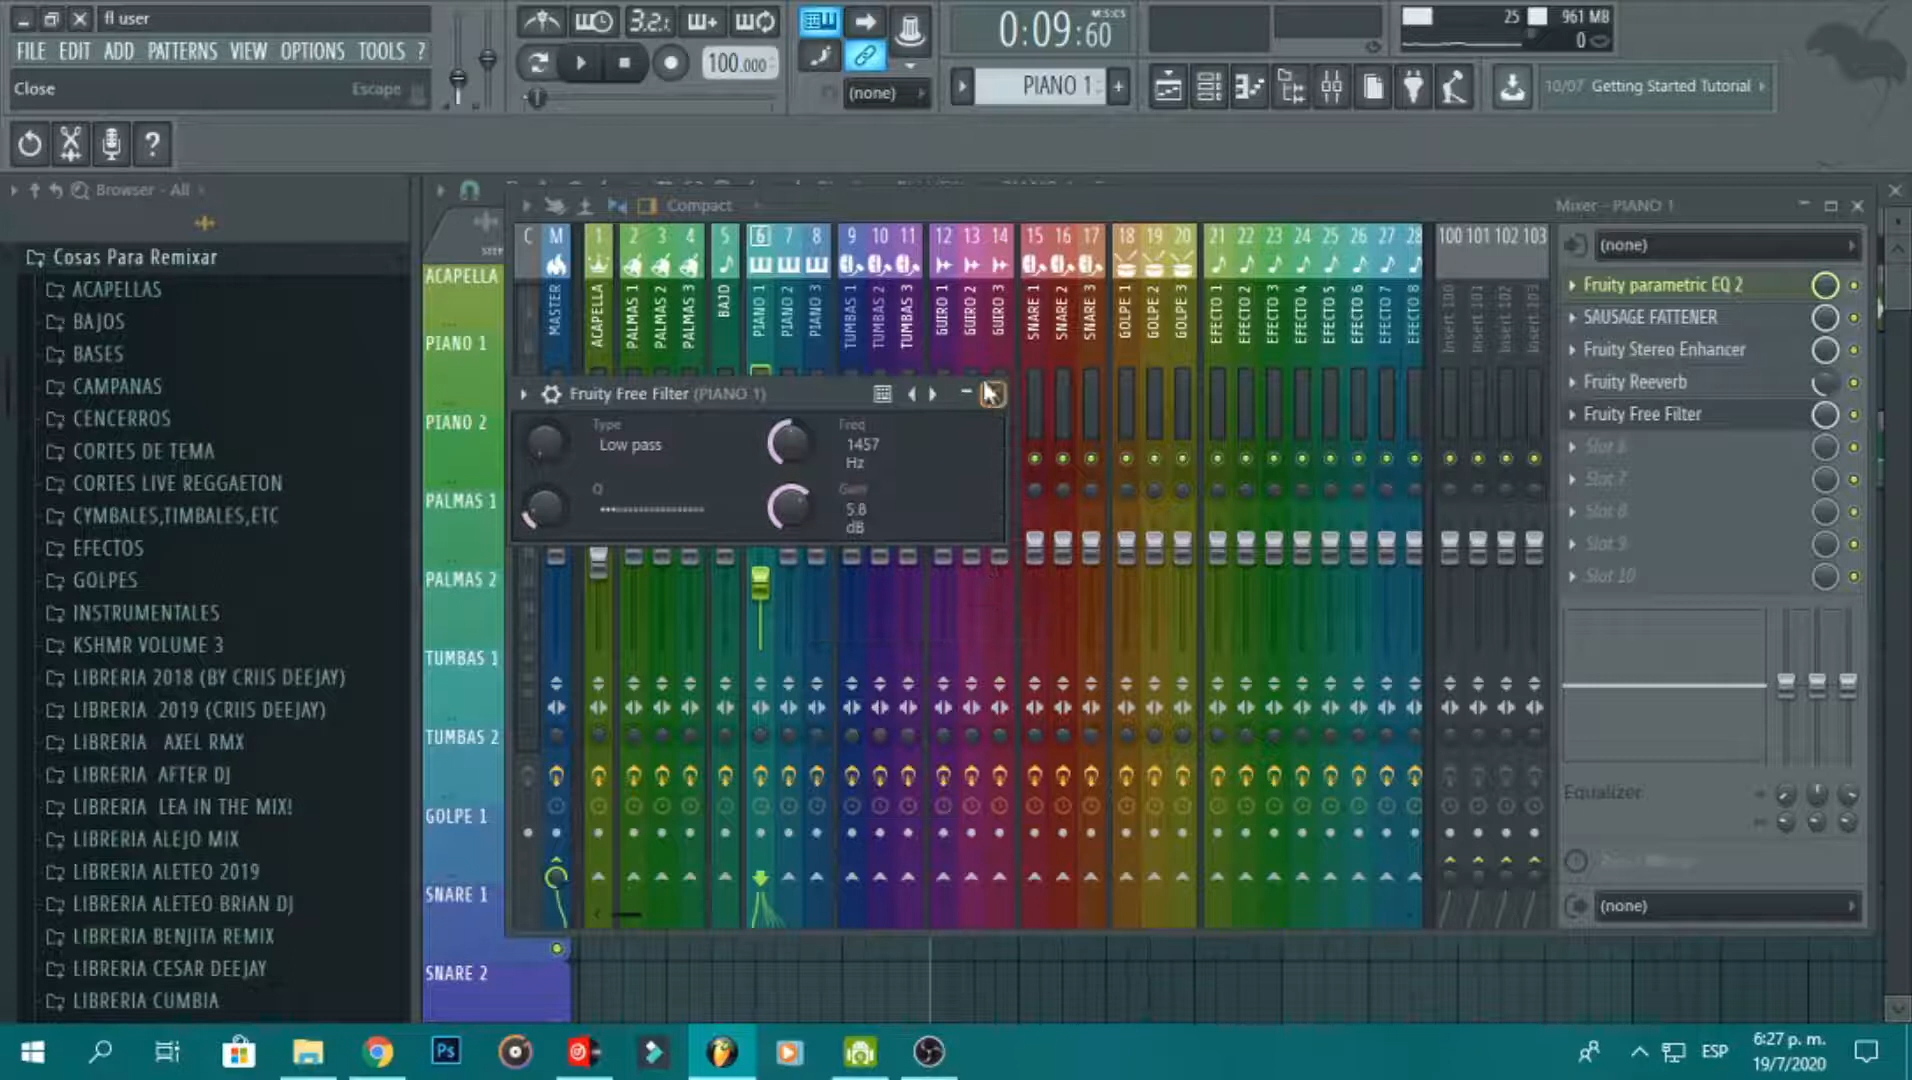 fl user
FILE EDIT ADD PATTERNS VIEW OPTIONS TOOLS ?
Close Escape
3.2.1
100.000
(none)
0:09:60 M:S:CS
PIANO 1
25 961 MB
0
10/07 Getting Started Tutorial
Browser - All
Cosas Para Remixar
ACAPELLAS
BAJOS
BASES
CAMPANAS
CENCERROS
CORTES DE TEMA
CORTES LIVE REGGAETON
CYMBALES,TIMBALES,ETC
EFECTOS
GOLPES
INSTRUMENTALES
KSHMR VOLUME 3
LIBRERIA 2018 (BY CRIIS DEEJAY)
LIBRERIA 2019 (CRIIS DEEJAY)
LIBRERIA AXEL RMX
LIBRERIA AFTER DJ
LIBRERIA LEA IN THE MIX!
LIBRERIA ALEJO MIX
LIBRERIA ALETEO 2019
LIBRERIA ALETEO BRIAN DJ
LIBRERIA BENJITA REMIX
LIBRERIA CESAR DEEJAY
LIBRERIA CUMBIA
ACAPELLA
PIANO 1
PIANO 2
PALMAS 1
PALMAS 2
TUMBAS 1
TUMBAS 2
GOLPE 1
SNARE 1
SNARE 2
Compact
Mixer - PIANO 1
C M 1 2 3 4 5 6 7 8 9 10 11 12 13 14 15 16 17 18 19 20 21 22 23 24 25 26 27 28 100 101 102 103
MASTER
ACAPELLA
PALMAS 1
PALMAS 2
PALMAS 3
BAJO
PIANO 1
PIANO 2
PIANO 3
TUMBAS 1
TUMBAS 2
TUMBAS 3
GUIRO 1
GUIRO 2
GUIRO 3
SNARE 1
SNARE 2
SNARE 3
GOLPE 1
GOLPE 2
GOLPE 3
EFECTO 1
EFECTO 2
EFECTO 3
EFECTO 4
EFECTO 5
EFECTO 6
EFECTO 7
EFECTO 8
Insert 100
Insert 101
Insert 102
Insert 103
Fruity Free Filter (PIANO 1)
Type
Low pass
Freq
1457
Hz
Q
Gain
5.8
dB
(none)
Fruity parametric EQ 2
SAUSAGE FATTENER
Fruity Stereo Enhancer
Fruity Reeverb
Fruity Free Filter
Slot 6
Slot 7
Slot 8
Slot 9
Slot 10
Equalizer
(none)
Ps
ESP
6:27 p. m.
19/7/2020